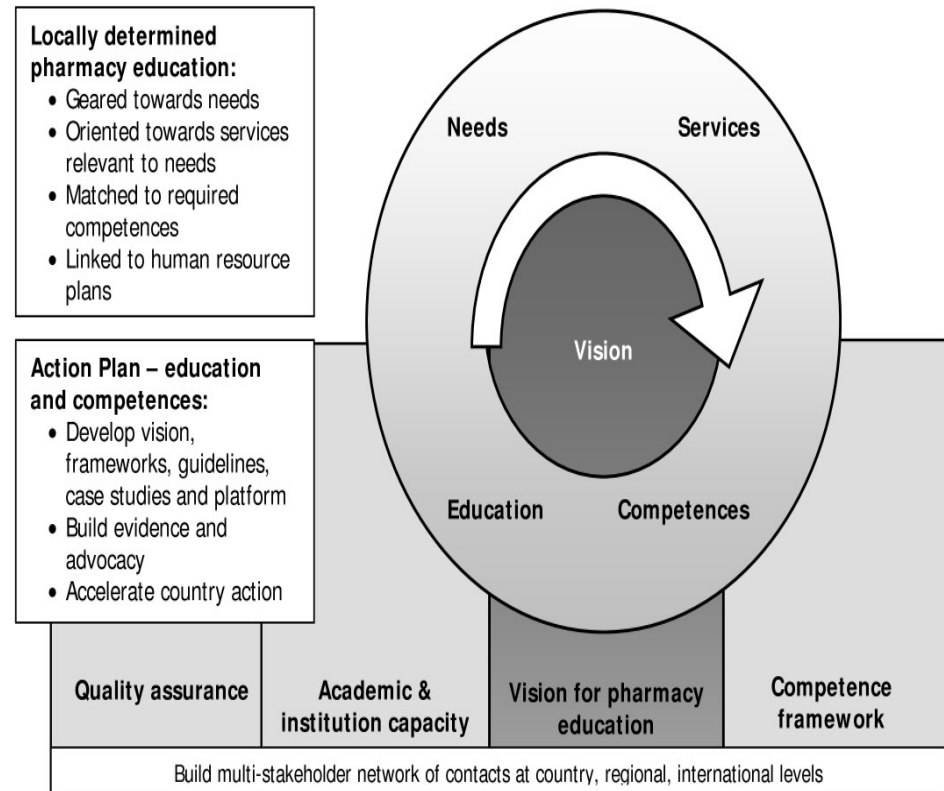 Locally determined
pharmacy education:
• Geared towards needs
• Oriented towards services
relevant to needs
• Matched to required
competences
• Linked to human resource
plans
Needs
Services
Vision
Education
Competences
Action Plan – education
and competences:
• Develop vision,
frameworks, guidelines,
case studies and platform
• Build evidence and
advocacy
• Accelerate country action
Quality assurance
Academic &
institution capacity
Vision for pharmacy
education
Competence
framework
Build multi-stakeholder network of contacts at country, regional, international levels